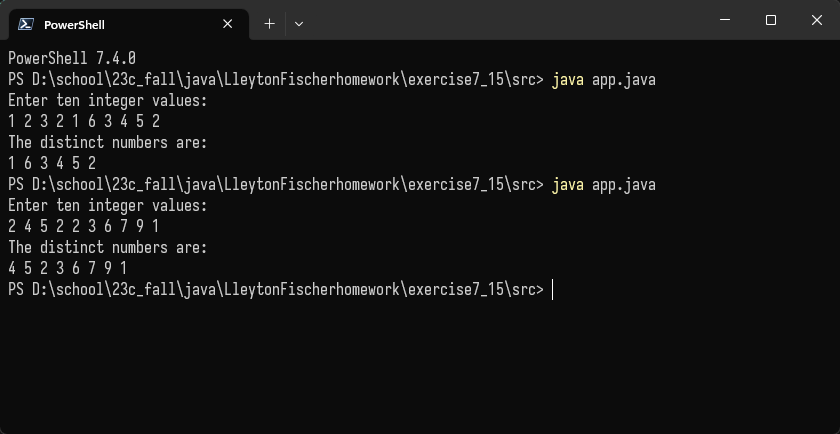 PowerShell
PowerShell 7.4.0
PS D:\school\23c_fall\java\LleytonFischerhomework\exercise7_15\src> java app.java
Enter ten integer values:
1 2 3 2 1 6 3 4 5 2
The distinct numbers are:
1 6 3 4 5 2
PS D:\school\23c_fall\java\LleytonFischerhomework\exercise7_15\src> java app.java
Enter ten integer values:
2 4 5 2 2 3 6 7 9 1
The distinct numbers are:
4 5 2 3 6 7 9 1
PS D:\school\23c_fall\java\LleytonFischerhomework\exercise7_15\src>